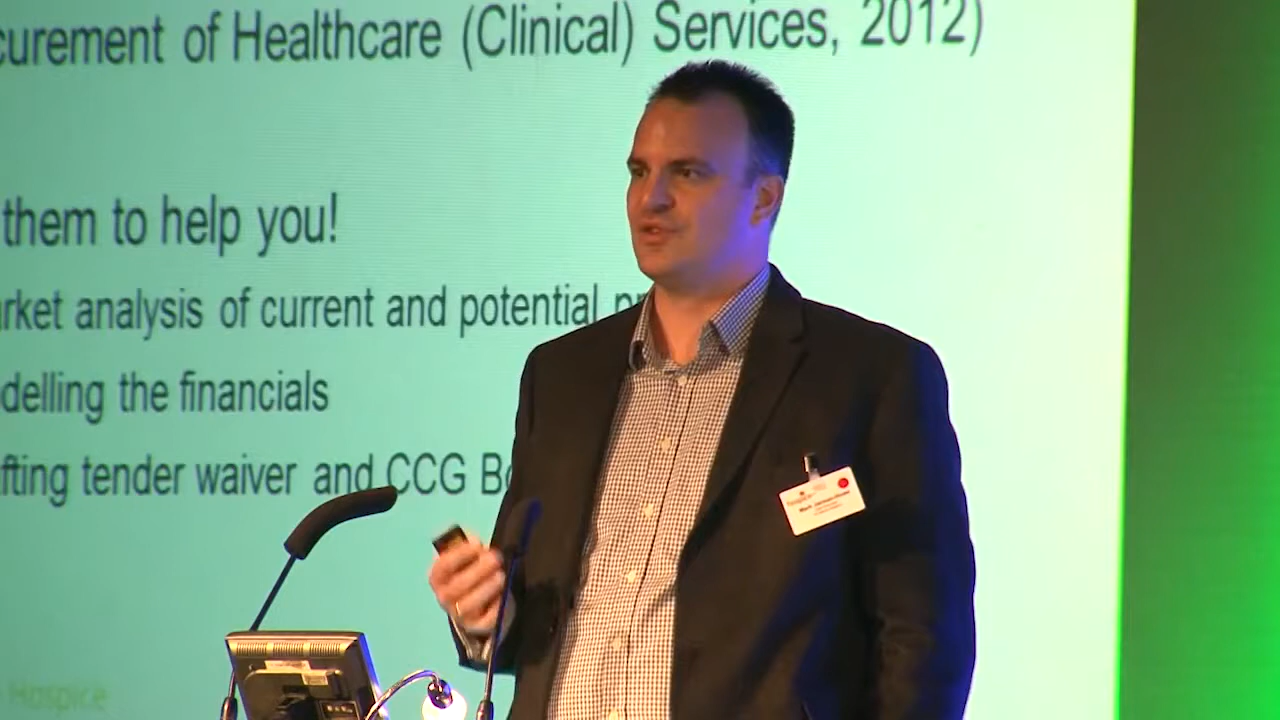 curement of Healthcare (Clinical) Services, 2012)
them to help you!
rket analysis of current and potential pr
delling the financials
fting tender waiver and CCG Bo
Hospice